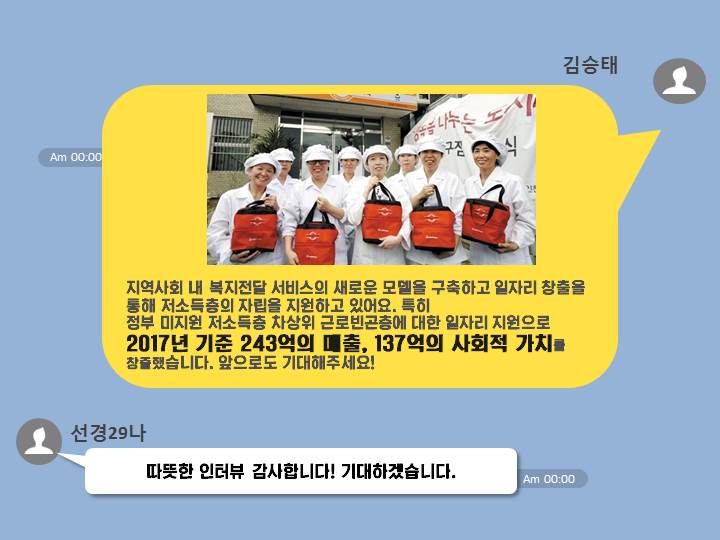 김승태
Am 00:00
지역사회 내 복지전달 서비스의 새로운 모델을 구축하고 일자리 창출을
통해 저소득층의 자립을 지원하고 있어요. 특히
정부 미지원 저소득층 차상위 근로빈곤층에 대한 일자리 지원으로
2017년 기준 243억의 매출, 137억의 사회적 가치를
창출했습니다. 앞으로도 기대해주세요!
선경29나
따뜻한 인터뷰 감사합니다! 기대하겠습니다.
Am 00:00